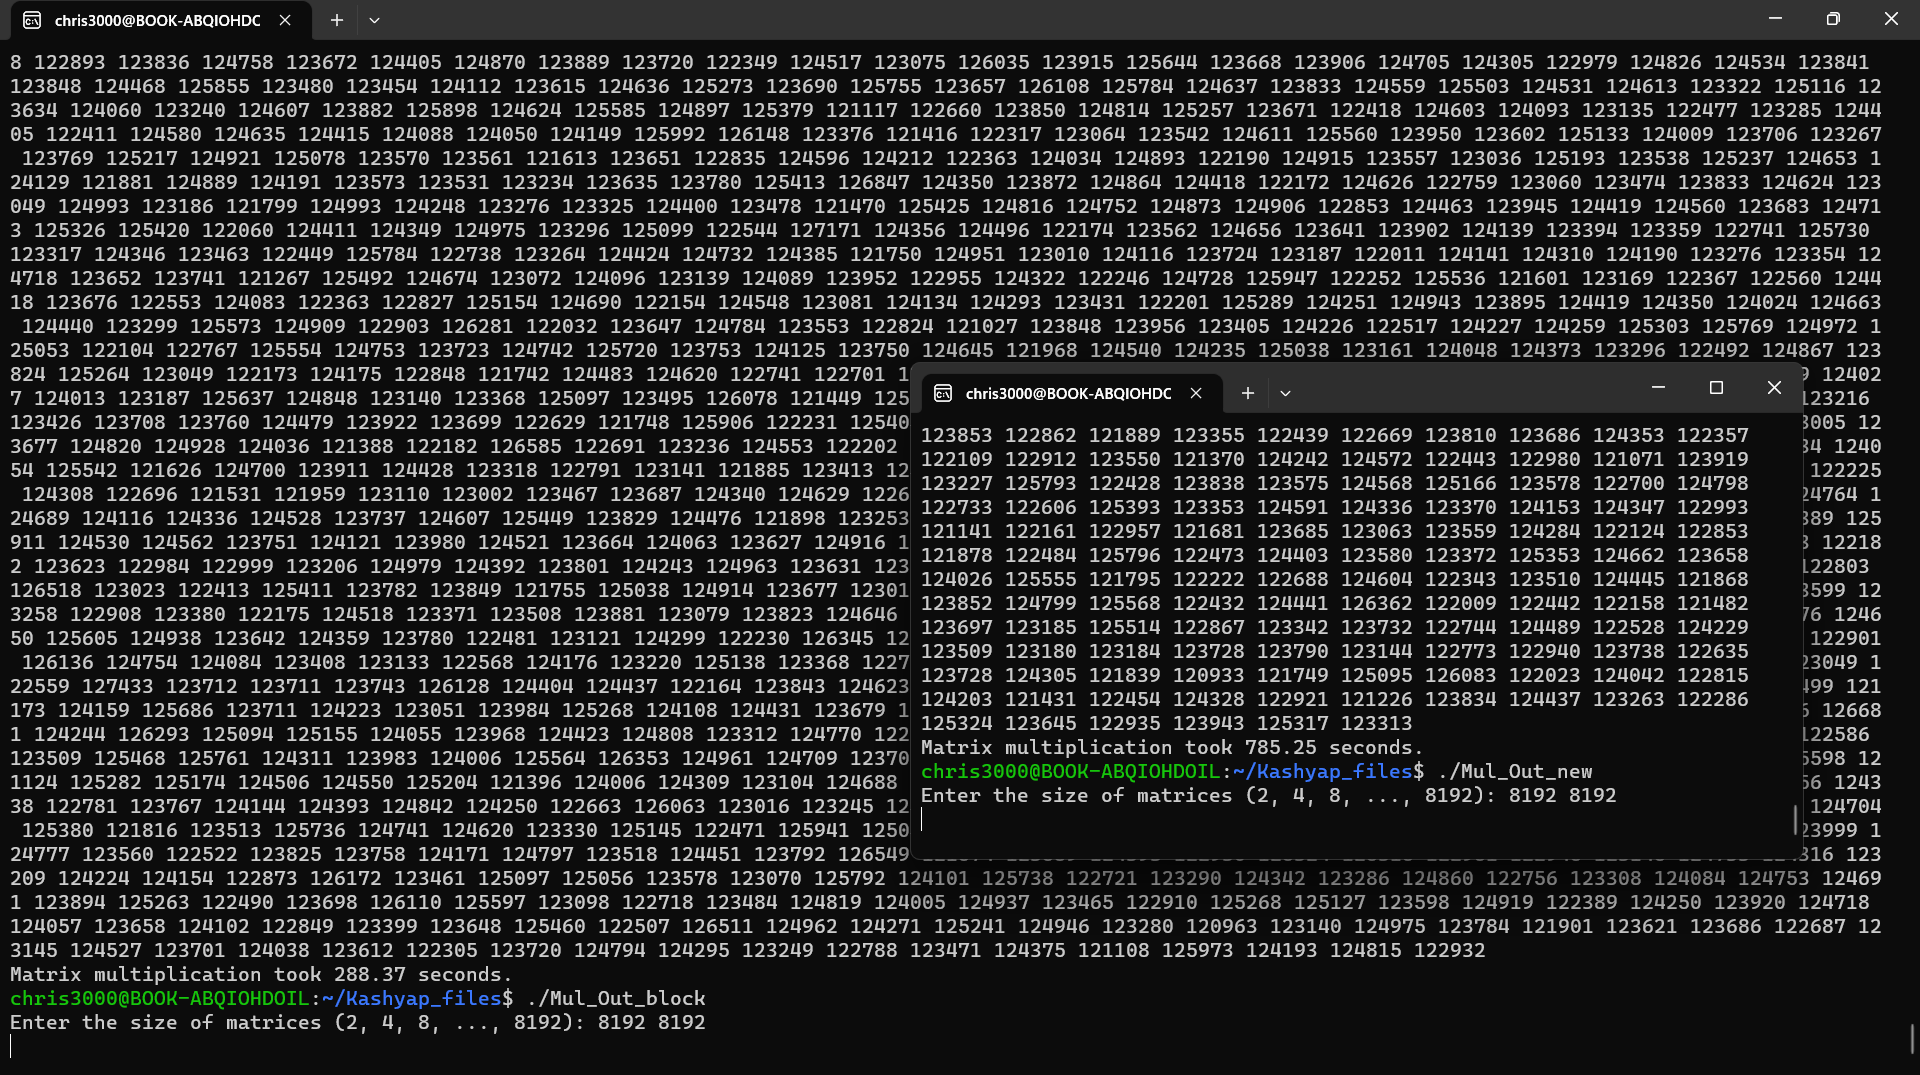 chris3000@BOOK-ABQIOHDC
8 122893 123836 124758 123672 124405 124870 123889 123720 122349 124517 123075 126035 123915 125644 123668 123906 124705 124305 122979 124826 124534 123841
123848 124468 125855 123480 123454 124112 123615 124636 125273 123690 125755 123657 126108 125784 124637 123833 124559 125503 124531 124613 123322 125116 12
3634 124060 123240 124607 123882 125898 124624 125585 124897 125379 121117 122660 123850 124814 125257 123671 122418 124603 124093 123135 122477 123285 1244
05 122411 124580 124635 124415 124088 124050 124149 125992 126148 123376 121416 122317 123064 123542 124611 125560 123950 123602 125133 124009 123706 123267
123769 125217 124921 125078 123570 123561 121613 123651 122835 124596 124212 122363 124034 124893 122190 124915 123557 123036 125193 123538 125237 124653 1
24129 121881 124889 124191 123573 123531 123234 123635 123780 125413 126847 124350 123872 124864 124418 122172 124626 122759 123060 123474 123833 124624 123
049 124993 123186 121799 124993 124248 123276 123325 124400 123478 121470 125425 124816 124752 124873 124906 122853 124463 123945 124419 124560 123683 12471
3 125326 125420 122060 124411 124349 124975 123296 125099 122544 127171 124356 124496 122174 123562 124656 123641 123902 124139 123394 123359 122741 125730
123317 124346 123463 122449 125784 122738 123264 124424 124732 124385 121750 124951 123010 124116 123724 123187 122011 124141 124310 124190 123276 123354 12
4718 123652 123741 121267 125492 124674 123072 124096 123139 124089 123952 122955 124322 122246 124728 125947 122252 125536 121601 123169 122367 122560 1244
18 123676 122553 124083 122363 122827 125154 124690 122154 124548 123081 124134 124293 123431 122201 125289 124251 124943 123895 124419 124350 124024 124663
124440 123299 125573 124909 122903 126281 122032 123647 124784 123553 122824 121027 123848 123956 123405 124226 122517 124227 124259 125303 125769 124972 1
25053 122104 122767 125554 124753 123723 124742 125720 123753 124125 123750 124645 121968 124540 124235 125038 123161 124048 124373 123296 122492 124867 123
824 125264 123049 122173 124175 122848 121742 124483 124620 122741 122701 1 12402
7 124013 123187 125637 124848 123140 123368 125097 123495 126078 121449 125 123216
123426 123708 123760 124479 123922 123699 122629 121748 125906 122231 12540 3005 12
3677 124820 124928 124036 121388 122182 126585 122691 123236 124553 122202 34 1240
54 125542 121626 124700 123911 124428 123318 122791 123141 121885 123413 12 122225
124308 122696 121531 121959 123110 123002 123467 123687 124340 124629 1226 24764 1
24689 124116 124336 124528 123737 124607 125449 123829 124476 121898 123253 389 125
911 124530 124562 123751 124121 123980 124521 123664 124063 123627 124916 1 12218
2 123623 122984 122999 123206 124979 124392 123801 124243 124963 123631 123 122803
126518 123023 122413 125411 123782 123849 121755 125038 124914 123677 12301 3599 12
3258 122908 123380 122175 124518 123371 123508 123881 123079 123823 124646 76 1246
50 125605 124938 123642 124359 123780 122481 123121 124299 122230 126345 12 122901
126136 124754 124084 123408 123133 122568 124176 123220 125138 123368 1227 23049 1
22559 127433 123712 123711 123743 126128 124404 124437 122164 123843 124623 499 121
173 124159 125686 123711 124223 123051 123984 125268 124108 124431 123679 1 12668
1 124244 126293 125094 125155 124055 123968 124423 124808 123312 124770 122 122586
123509 125468 125761 124311 123983 124006 125564 126353 124961 124709 12370 5598 12
1124 125282 125174 124506 124550 125204 121396 124006 124309 123104 124688 56 1243
38 122781 123767 124144 124393 124842 124250 122663 126063 123016 123245 12 124704
125380 121816 123513 125736 124741 124620 123330 125145 122471 125941 1250 23999 1
24777 123560 122522 123825 123758 124171 124797 123518 124451 123792 126549 316 123
209 124224 124154 122873 126172 123461 125097 125056 123578 123070 125792 124101 125738 122721 123290 124342 123286 124860 122756 123308 124084 124753 12469
1 123894 125263 122490 123698 126110 125597 123098 122718 123484 124819 124005 124937 123465 122910 125268 125127 123598 124919 122389 124250 123920 124718
124057 123658 124102 122849 123399 123648 125460 122507 126511 124962 124271 125241 124946 123280 120963 123140 124975 123784 121901 123621 123686 122687 12
3145 124527 123701 124038 123612 122305 123720 124794 124295 123249 122788 123471 124375 121108 125973 124193 124815 122932
Matrix multiplication took 288.37 seconds.
chris3000@BOOK-ABQIOHDOIL:~/Kashyap_files$ ./Mul_Out_block
Enter the size of matrices (2, 4, 8, ..., 8192): 8192 8192
chris3000@BOOK-ABQIOHDC
123853 122862 121889 123355 122439 122669 123810 123686 124353 122357
122109 122912 123550 121370 124242 124572 122443 122980 121071 123919
123227 125793 122428 123838 123575 124568 125166 123578 122700 124798
122733 122606 125393 123353 124591 124336 123370 124153 124347 122993
121141 122161 122957 121681 123685 123063 123559 124284 122124 122853
121878 122484 125796 122473 124403 123580 123372 125353 124662 123658
124026 125555 121795 122222 122688 124604 122343 123510 124445 121868
123852 124799 125568 122432 124441 126362 122009 122442 122158 121482
123697 123185 125514 122867 123342 123732 122744 124489 122528 124229
123509 123180 123184 123728 123790 123144 122773 122940 123738 122635
123728 124305 121839 120933 121749 125095 126083 122023 124042 122815
124203 121431 122454 124328 122921 121226 123834 124437 123263 122286
125324 123645 122935 123943 125317 123313
Matrix multiplication took 785.25 seconds.
chris3000@BOOK-ABQIOHDOIL:~/Kashyap_files$ ./Mul_Out_new
Enter the size of matrices (2, 4, 8, ..., 8192): 8192 8192